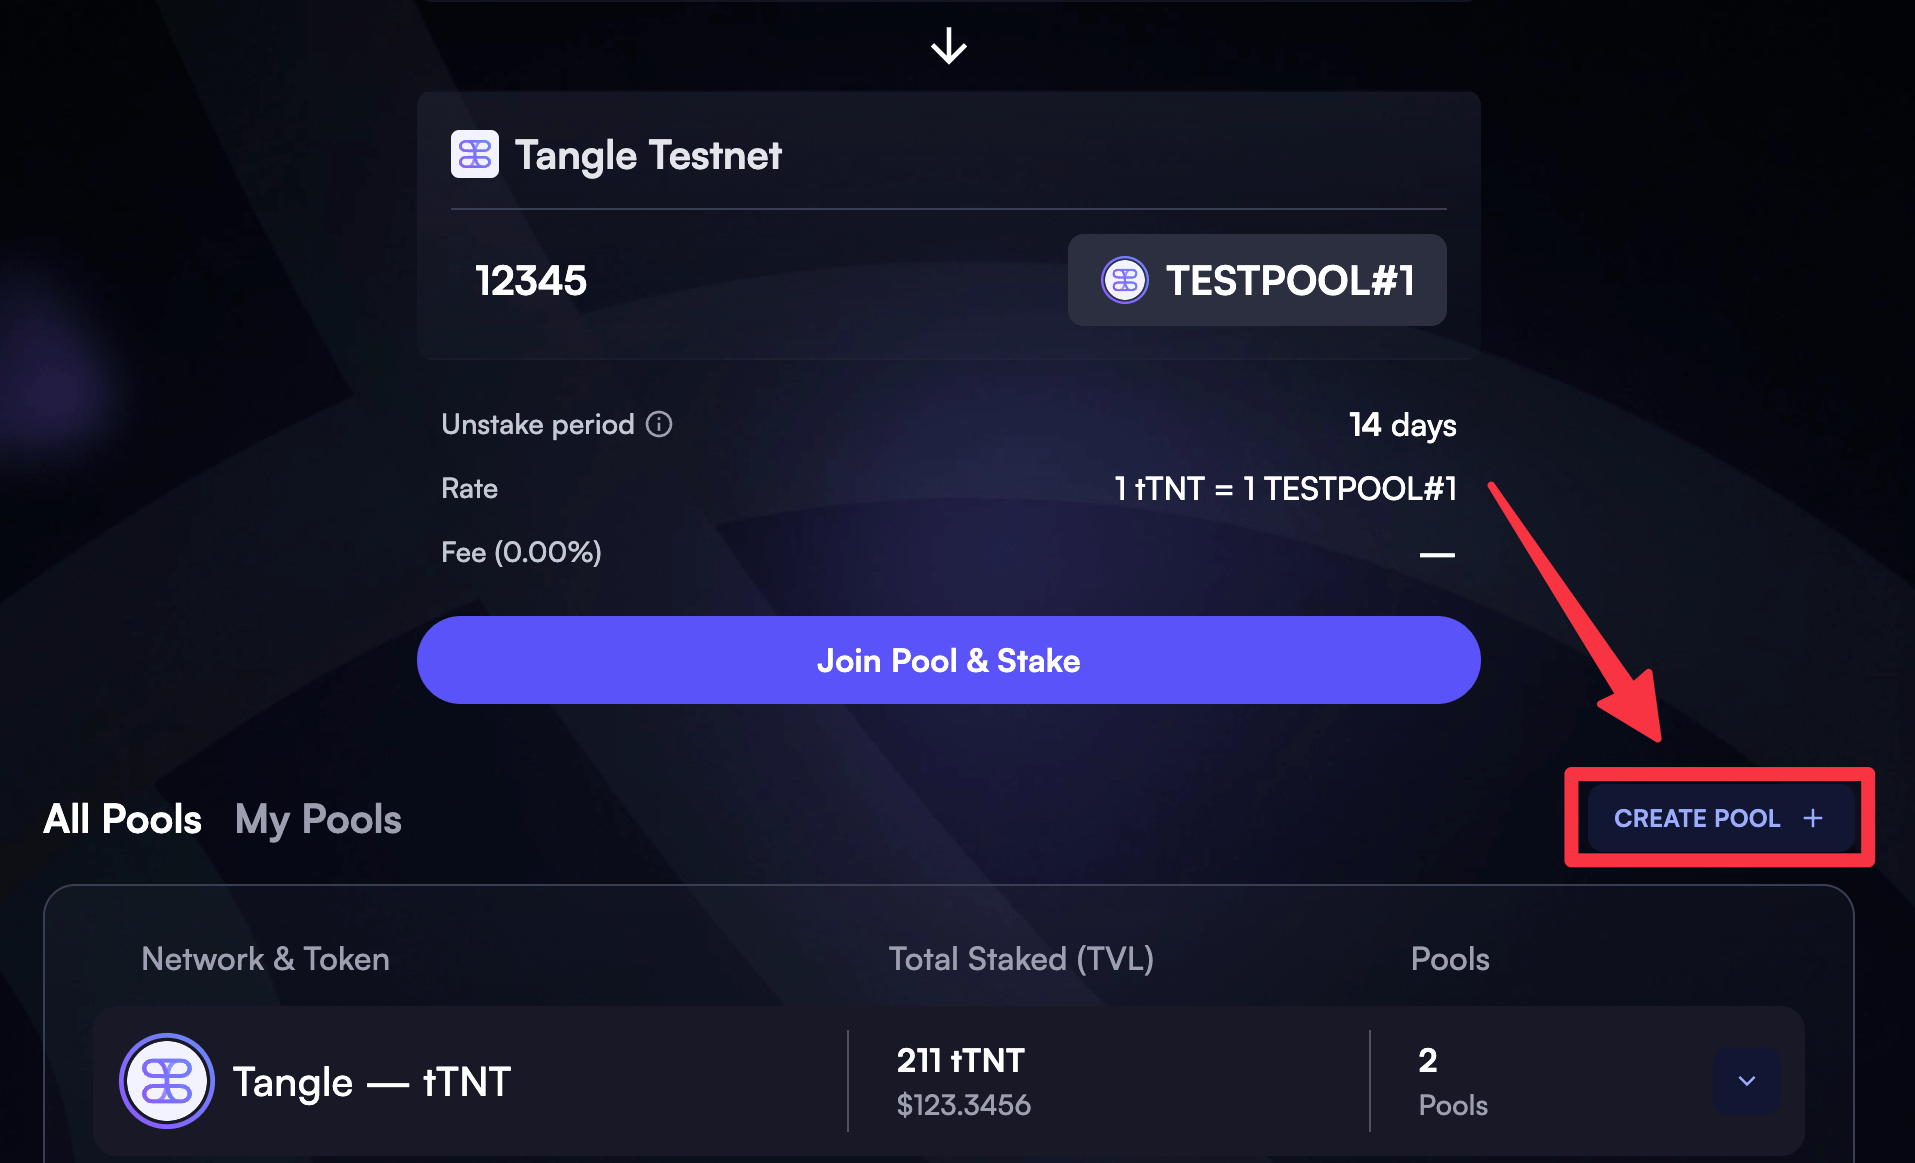 Tangle Testnet
12345
TESTPOOL#1
Unstake period
14 days
Rate
1 tTNT = 1 TESTPOOL#1
Fee (0.00%)
—
Join Pool & Stake
All Pools
My Pools
CREATE POOL +
Network & Token
Total Staked (TVL)
Pools
Tangle — tTNT
211 tTNT
$123.3456
2
Pools